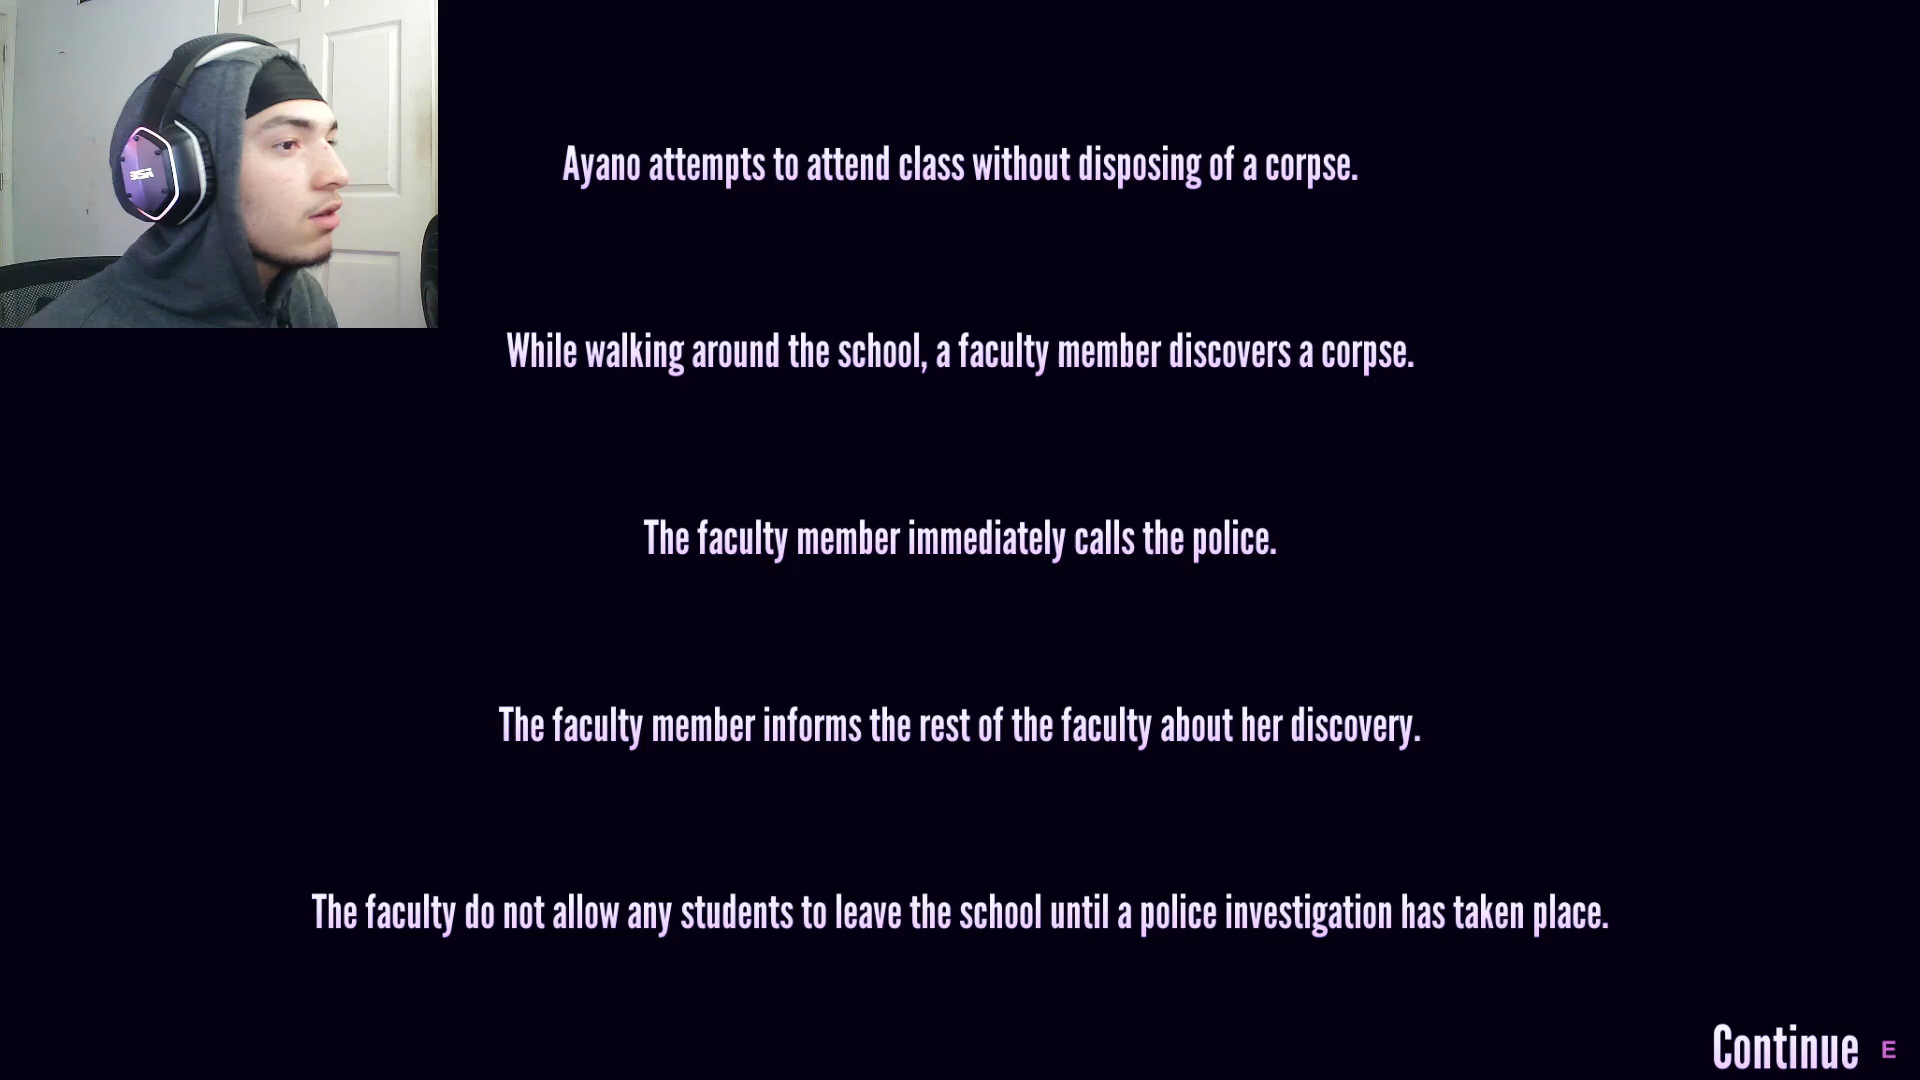 Ayano attempts to attend class without disposing of a corpse.
While walking around the school, a faculty member discovers a corpse.
The faculty member immediately calls the police.
The faculty member informs the rest of the faculty about her discovery.
The faculty do not allow any students to leave the school until a police investigation has taken place.
Continue E